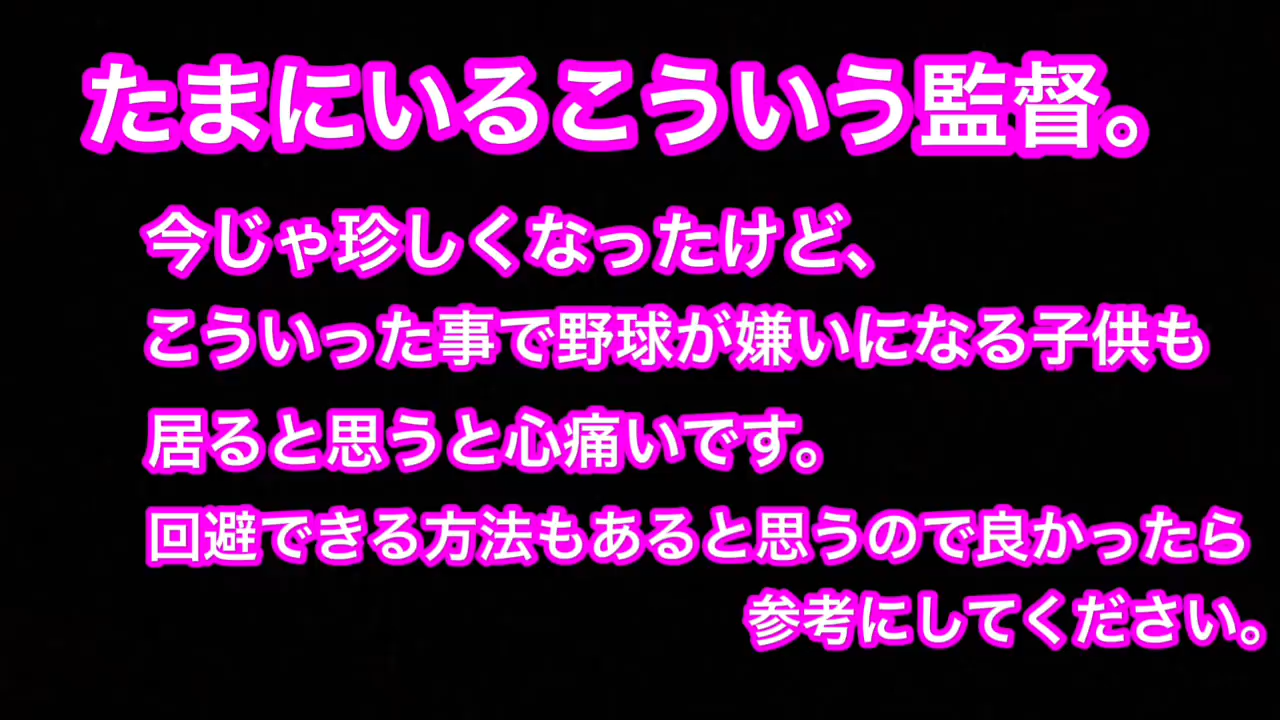 たまにいるこういう監督。
今じゃ珍しくなったけど、
こういった事で野球が嫌いになる子供も
居ると思うと心痛いです。
回避できる方法もあると思うので良かったら
参考にしてください。